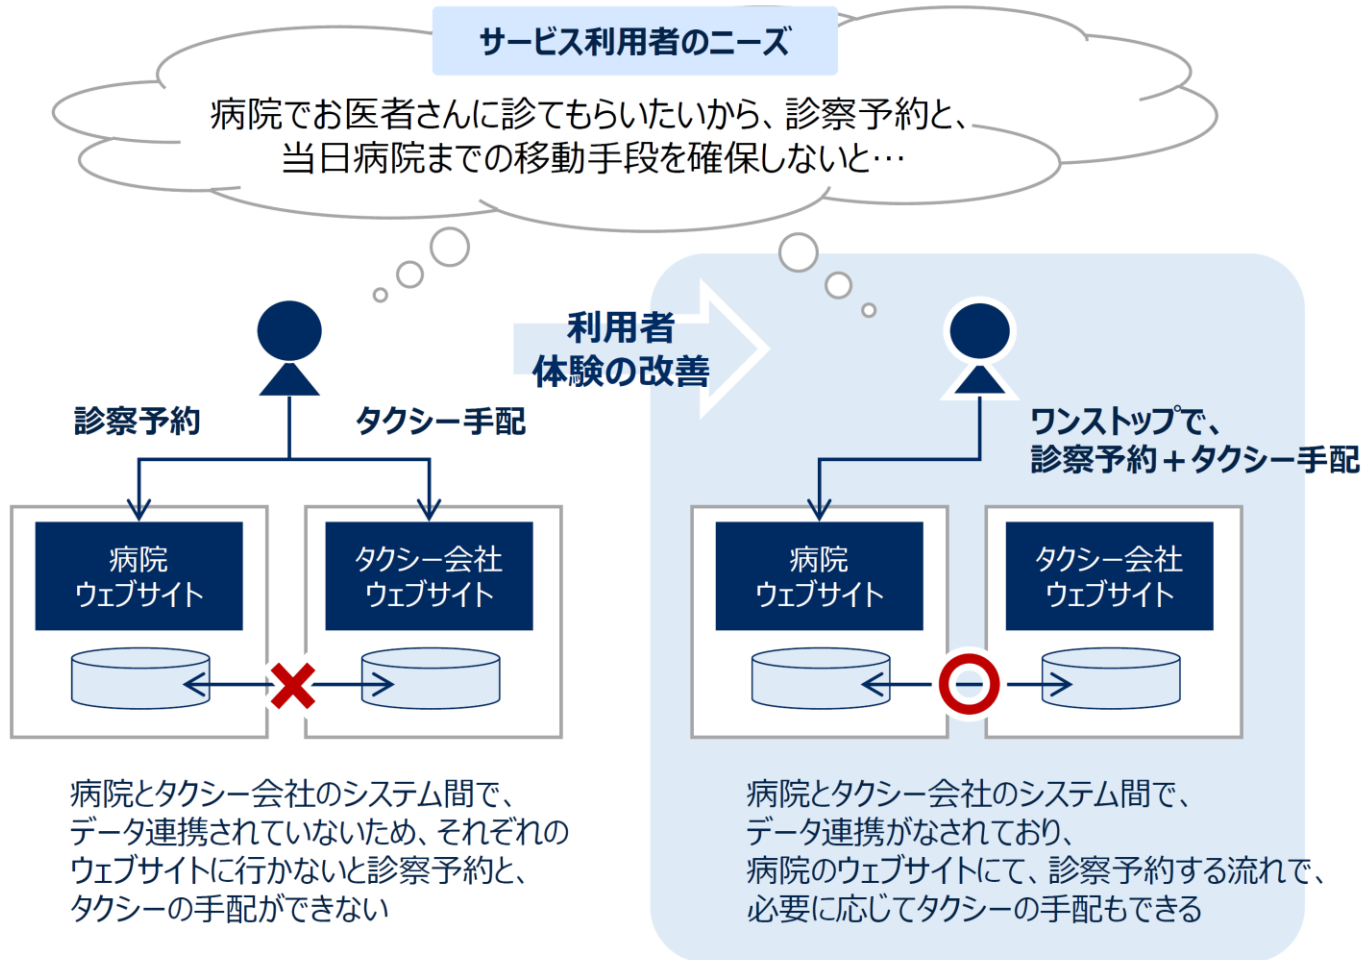 サービス利用者のニーズ
病院でお医者さんに診てもらいたいから、診察予約と、
当日病院までの移動手段を確保しないと…
利用者
体験の改善
診察予約
タクシー手配
病院
ウェブサイト
タクシー会社
ウェブサイト
病院とタクシー会社のシステム間で、
データ連携されていないため、それぞれの
ウェブサイトに行かないと診察予約と、
タクシーの手配ができない
ワンストップで、
診察予約＋タクシー手配
病院
ウェブサイト
タクシー会社
ウェブサイト
病院とタクシー会社のシステム間で、
データ連携がなされており、
病院のウェブサイトにて、診察予約する流れで、
必要に応じてタクシーの手配もできる